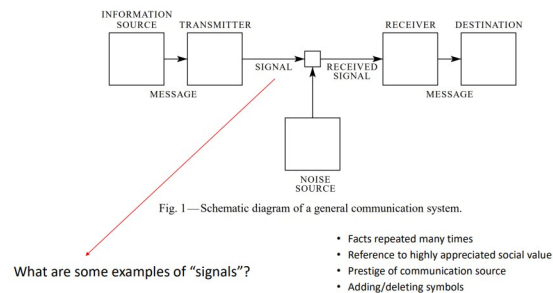 INFORMATION
SOURCE
TRANSMITTER
RECEIVER
DESTINATION
SIGNAL
RECEIVED
SIGNAL
MESSAGE
MESSAGE
NOISE
SOURCE
Fig. 1—Schematic diagram of a general communication system.
What are some examples of “signals”?
• Facts repeated many times
• Reference to highly appreciated social value
• Prestige of communication source
• Adding/deleting symbols